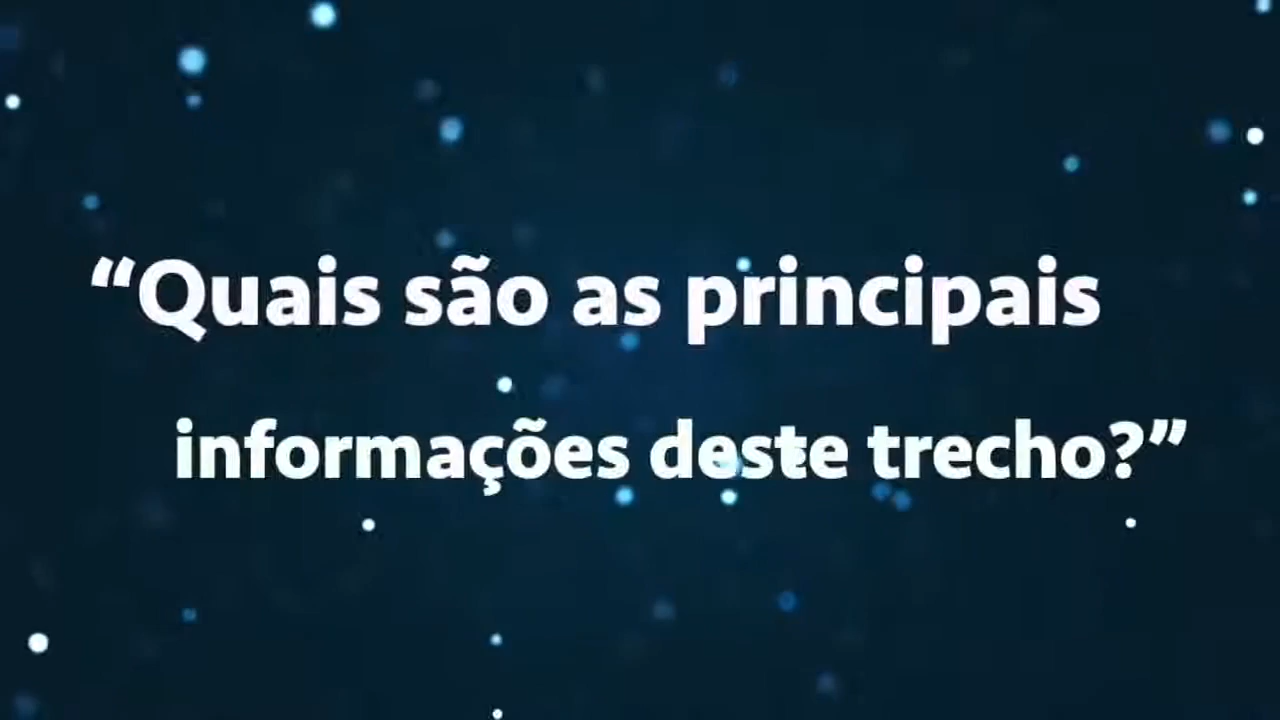 “Quais são as principais
informações deste trecho?”